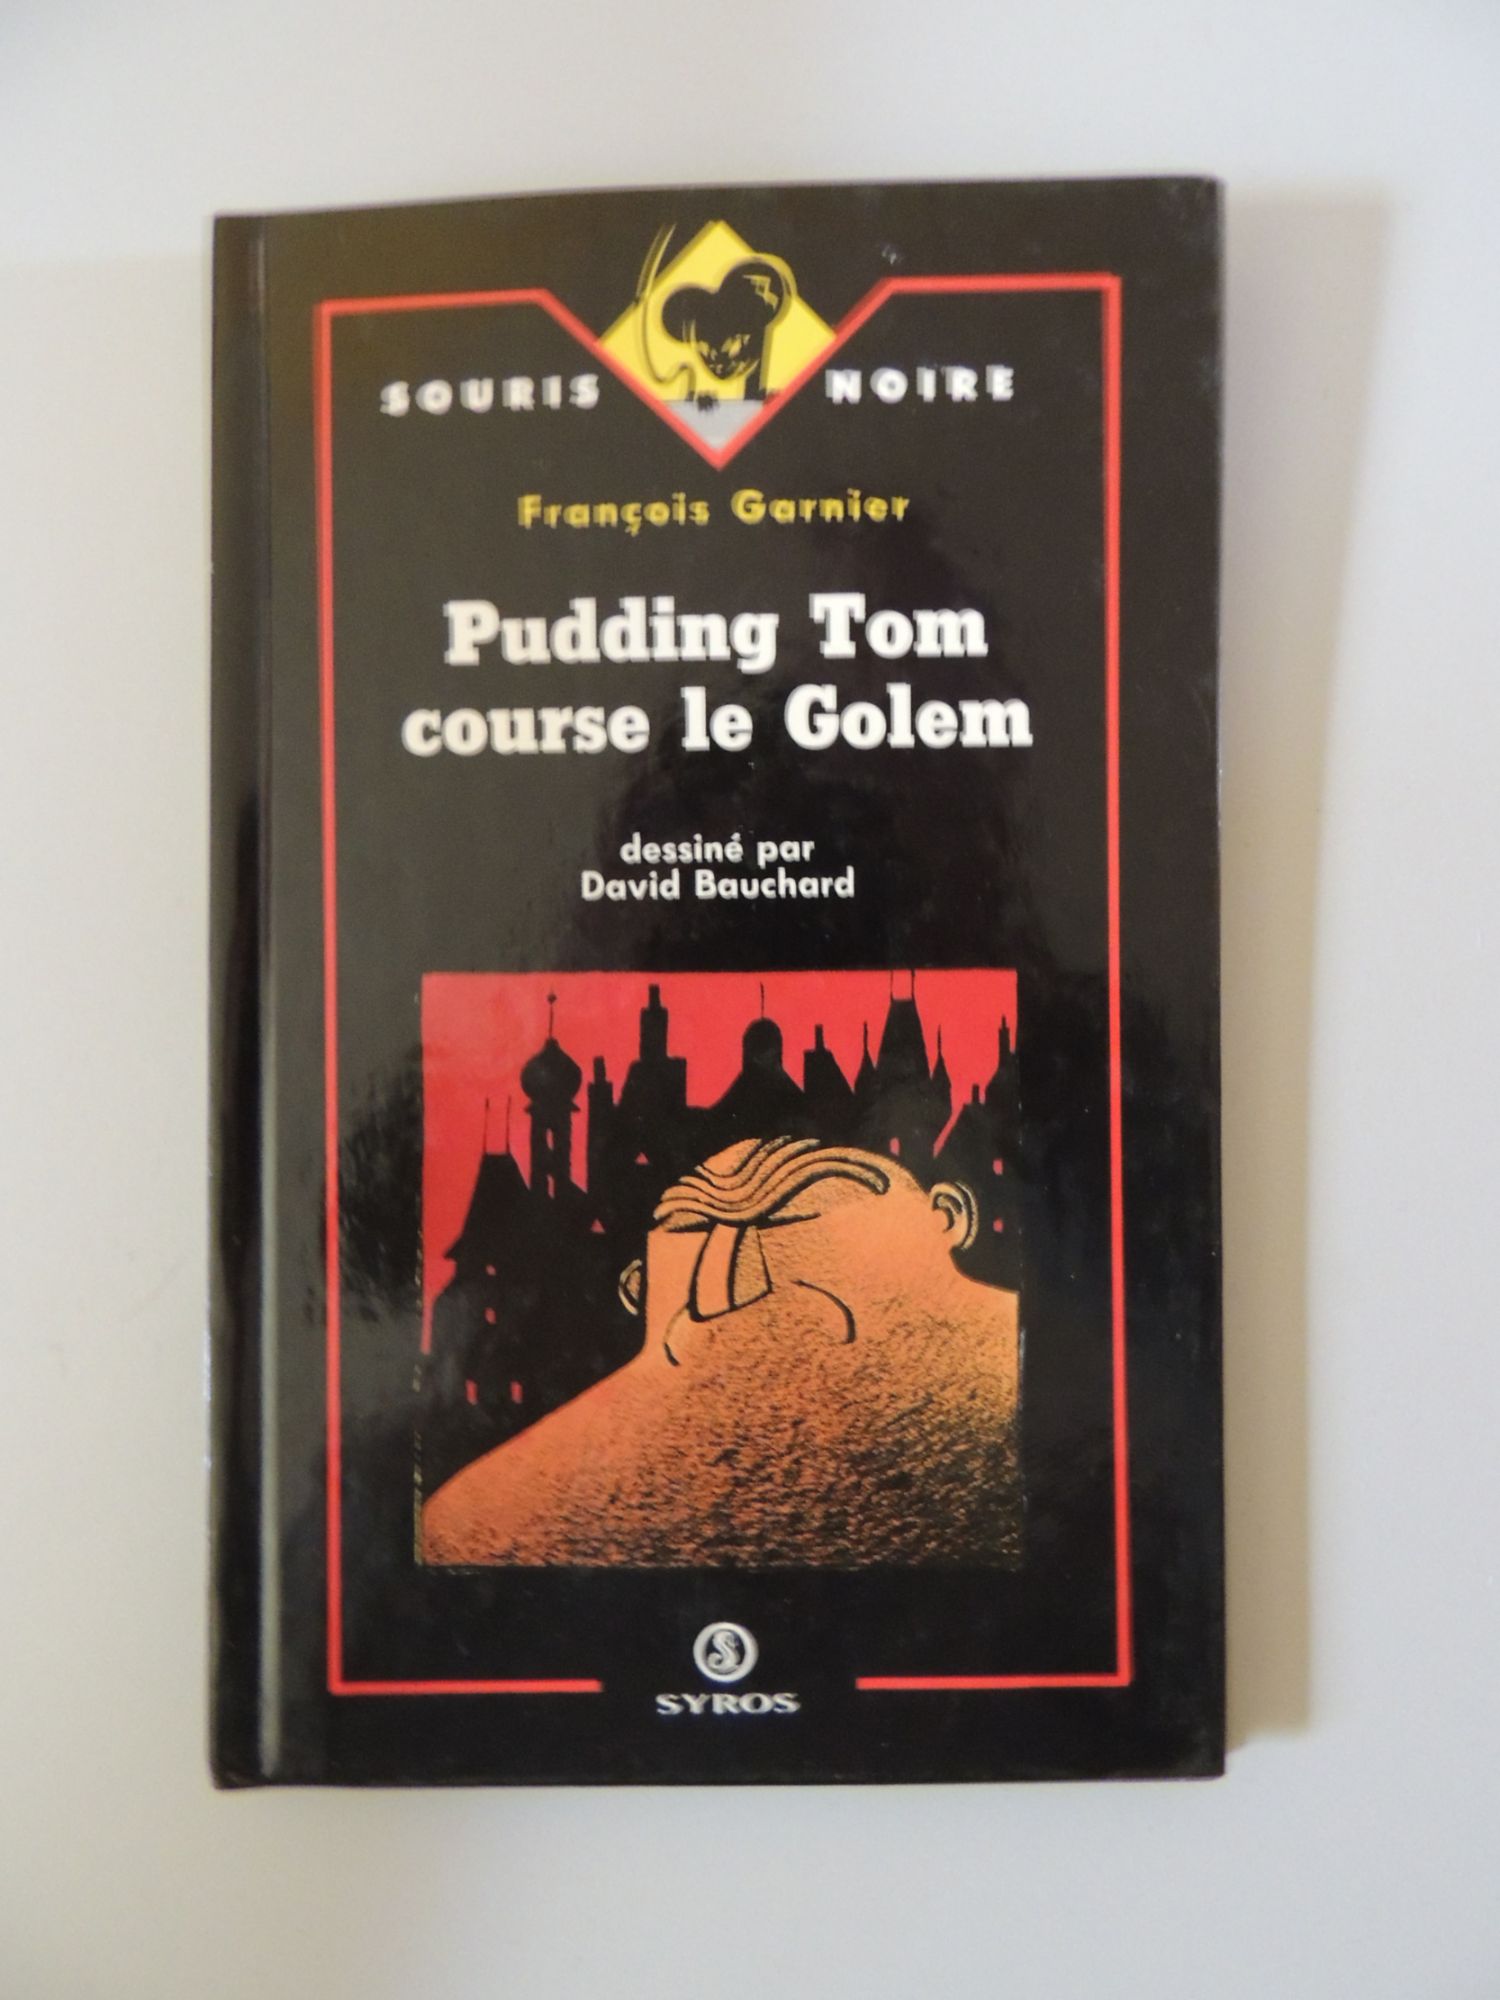 SOURIS NOIRE
François Garnier
Pudding Tom
course le Golem
dessiné par
David Bauchard
SYROS